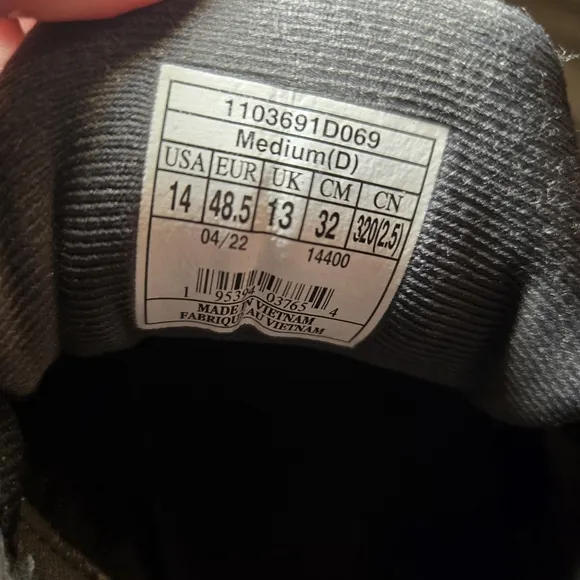 1103691D069
Medium(D)
USA EUR UK CM CN
14 48.5 13 32 320(2.5)
04/22 14400
1 95394 03765 4
MADE IN VIETNAM
FABRIQUÉ AU VIETNAM